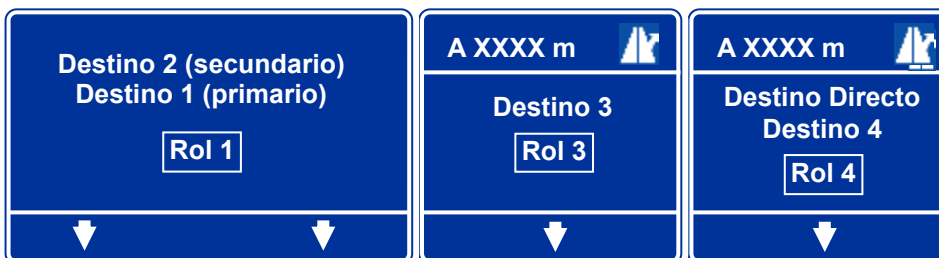 Destino 2 (secundario)
Destino 1 (primario)
Rol 1
A XXXX m
Destino 3
Rol 3
A XXXX m
Destino Directo
Destino 4
Rol 4